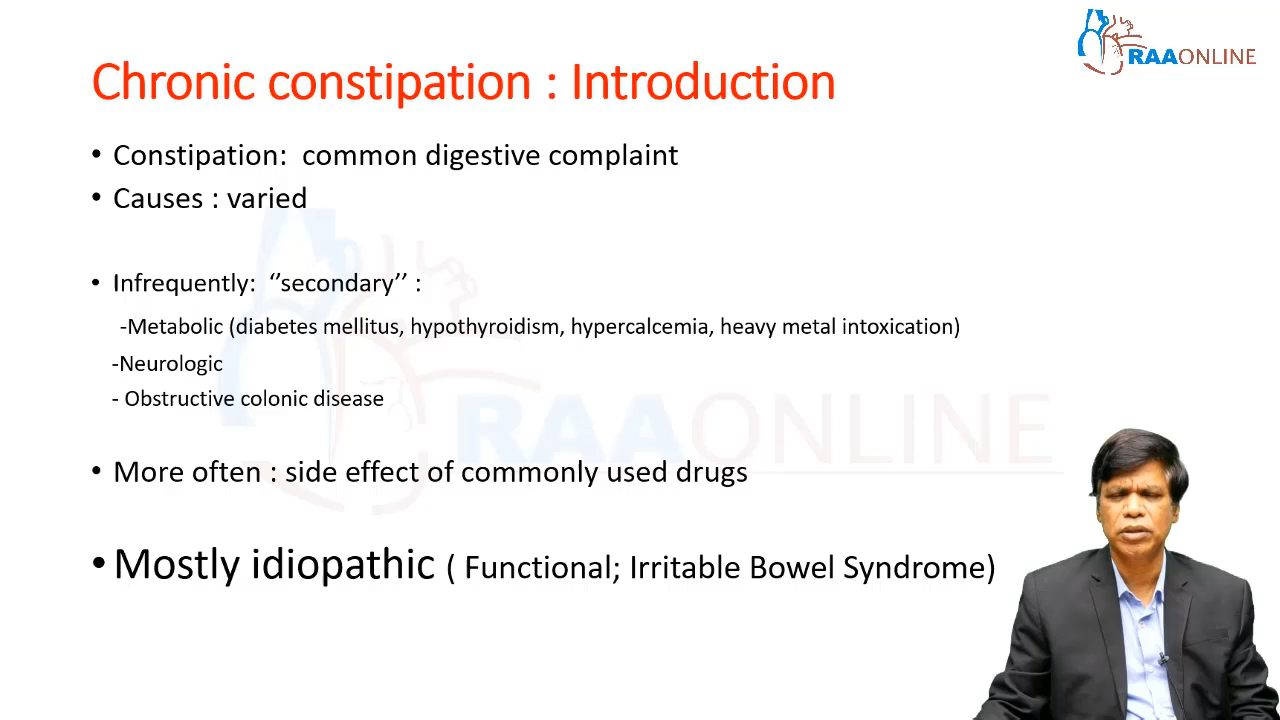 RAAONLINE
Chronic constipation : Introduction
• Constipation:  common digestive complaint
• Causes : varied
• Infrequently:  ‘’secondary’’ :
-Metabolic (diabetes mellitus, hypothyroidism, hypercalcemia, heavy metal intoxication)
-Neurologic
- Obstructive colonic disease
RAAONLINE
• More often : side effect of commonly used drugs
• Mostly idiopathic ( Functional; Irritable Bowel Syndrome)